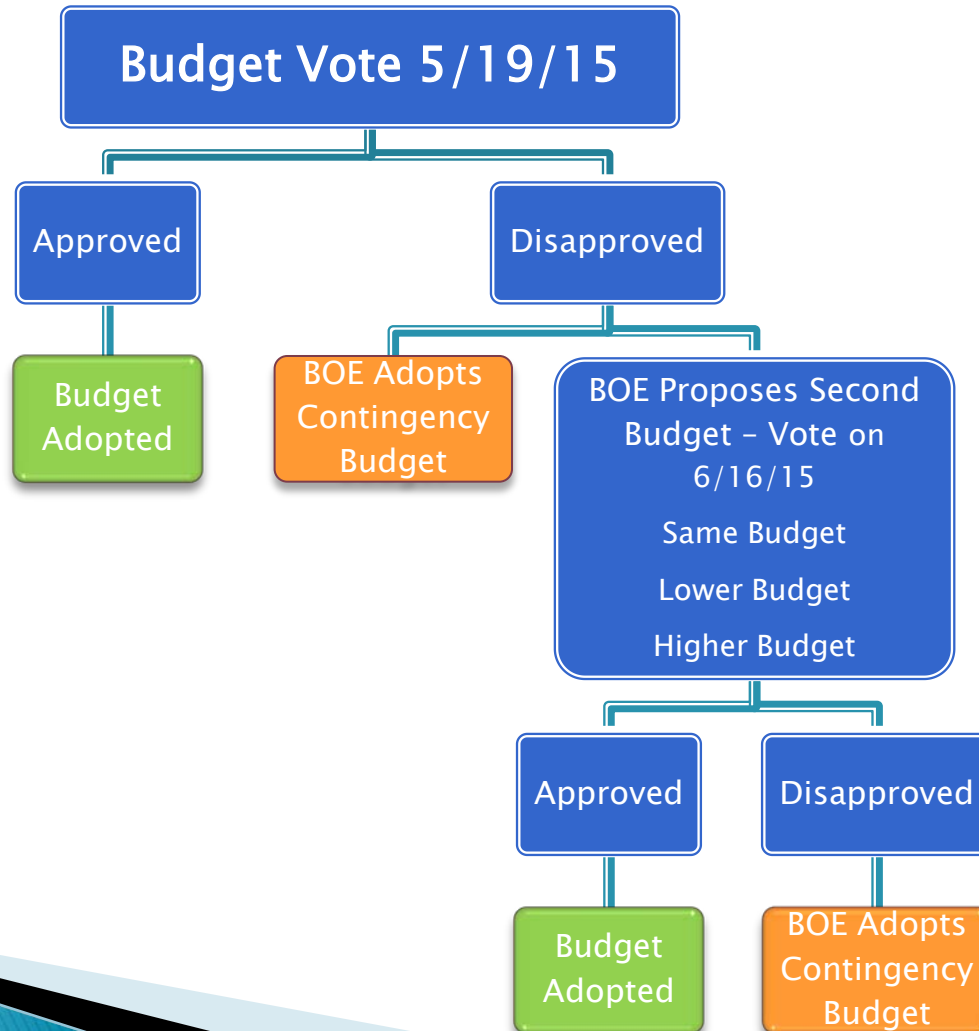 Budget Vote 5/19/15
Approved
Disapproved
Budget
Adopted
BOE Adopts
Contingency
Budget
BOE Proposes Second
Budget – Vote on
6/16/15
Same Budget
Lower Budget
Higher Budget
Approved
Disapproved
Budget
Adopted
BOE Adopts
Contingency
Budget